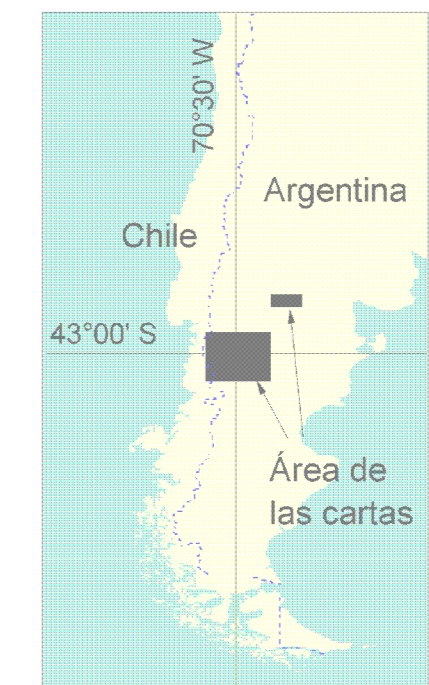 70°30' W
Argentina
Chile
43°00' S
Área de
las cartas